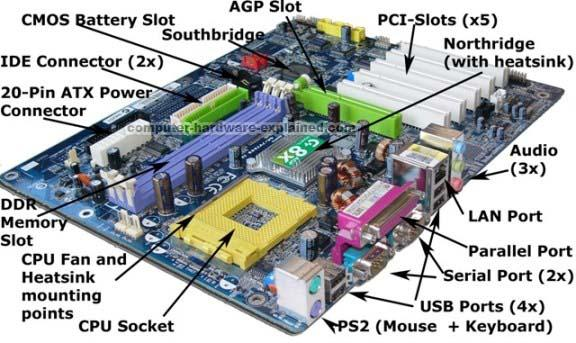 CMOS Battery Slot
AGP Slot
PCI-Slots (x5)
Southbridge
IDE Connector (2x)
Northridge
(with heatsink)
20-Pin ATX Power
Connector
computer-hardware-explained.com
8x
Audio
(3x)
DDR
Memory
Slot
LAN Port
Parallel Port
CPU Fan and
Heatsink
mounting
points
Serial Port (2x)
USB Ports (4x)
CPU Socket
PS2 (Mouse + Keyboard)